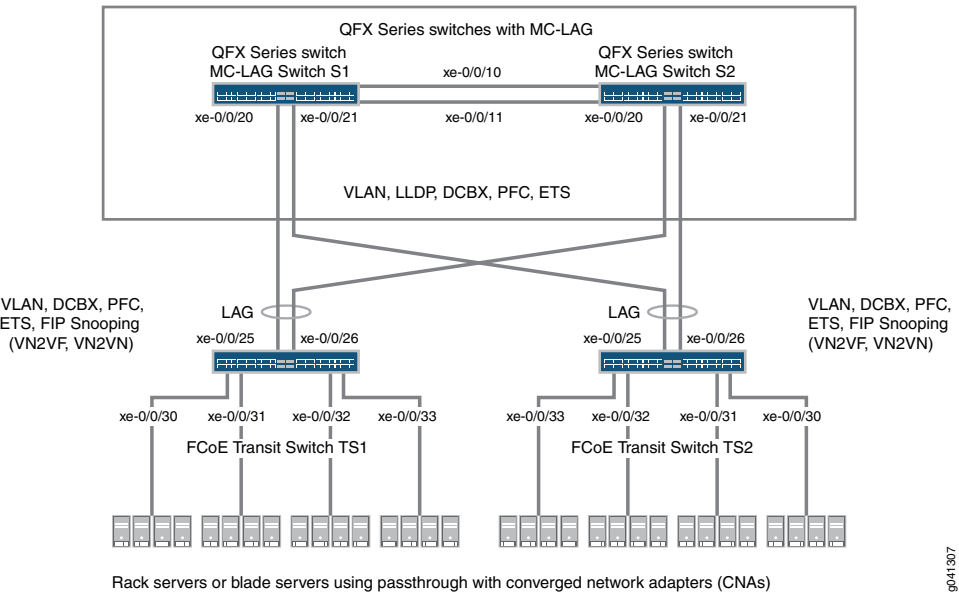 QFX Series switches with MC-LAG
QFX Series switch
MC-LAG Switch S1
QFX Series switch
MC-LAG Switch S2
xe-0/0/10
xe-0/0/20
xe-0/0/21
xe-0/0/11
xe-0/0/20
xe-0/0/21
VLAN, LLDP, DCBX, PFC, ETS
VLAN, DCBX, PFC,
ETS, FIP Snooping
(VN2VF, VN2VN)
LAG
LAG
VLAN, DCBX, PFC,
ETS, FIP Snooping
(VN2VF, VN2VN)
xe-0/0/25
xe-0/0/26
xe-0/0/25
xe-0/0/26
xe-0/0/30
xe-0/0/31
xe-0/0/32
xe-0/0/33
xe-0/0/33
xe-0/0/32
xe-0/0/31
xe-0/0/30
FCoE Transit Switch TS1
FCoE Transit Switch TS2
Rack servers or blade servers using passthrough with converged network adapters (CNAs)
g041307